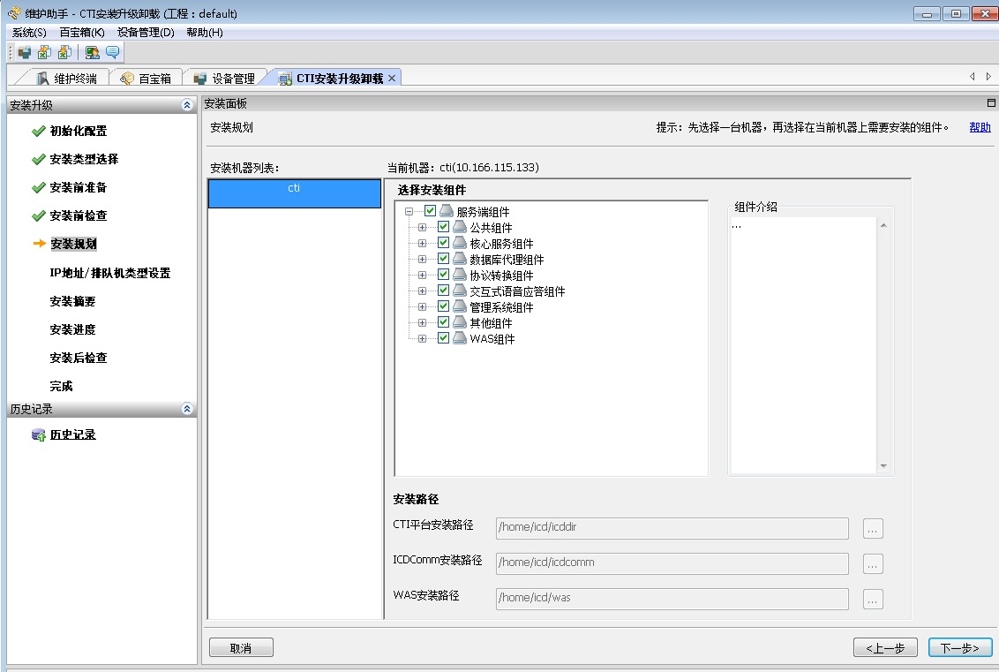 维护助手 - CTI安装升级卸载 (工程：default)
系统(S) 百宝箱(K) 设备管理(D) 帮助(H)
维护终端 百宝箱 设备管理 CTI安装升级卸载
安装升级
初始化配置
安装类型选择
安装前准备
安装前检查
安装规划
IP地址/排队机类型设置
安装摘要
安装进度
安装后检查
完成
历史记录
历史记录
安装面板
安装规划 提示：先选择一台机器，再选择在当前机器上需要安装的组件。 帮助
安装机器列表： 当前机器：cti(10.166.115.133)
cti
选择安装组件
服务端组件
公共组件
核心服务组件
数据库代理组件
协议转换组件
交互式语音应答组件
管理系统组件
其他组件
WAS组件
组件介绍
...
安装路径
CTI平台安装路径 /home/icd/icddir ...
ICDComm安装路径 /home/icd/icdcomm ...
WAS安装路径 /home/icd/was ...
取消 <上一步 下一步>